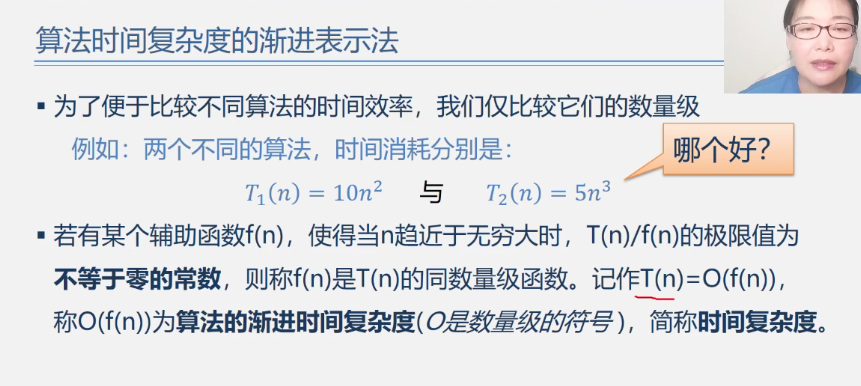 算法时间复杂度的渐进表示法
▪ 为了便于比较不同算法的时间效率，我们仅比较它们的数量级
例如：两个不同的算法，时间消耗分别是：
哪个好？
T₁(n) = 10n² 与 T₂(n) = 5n³
▪ 若有某个辅助函数f(n)，使得当n趋近于无穷大时，T(n)/f(n)的极限值为
不等于零的常数，则称f(n)是T(n)的同数量级函数。记作T(n)=O(f(n))，
称O(f(n))为算法的渐进时间复杂度(O是数量级的符号 )，简称时间复杂度。